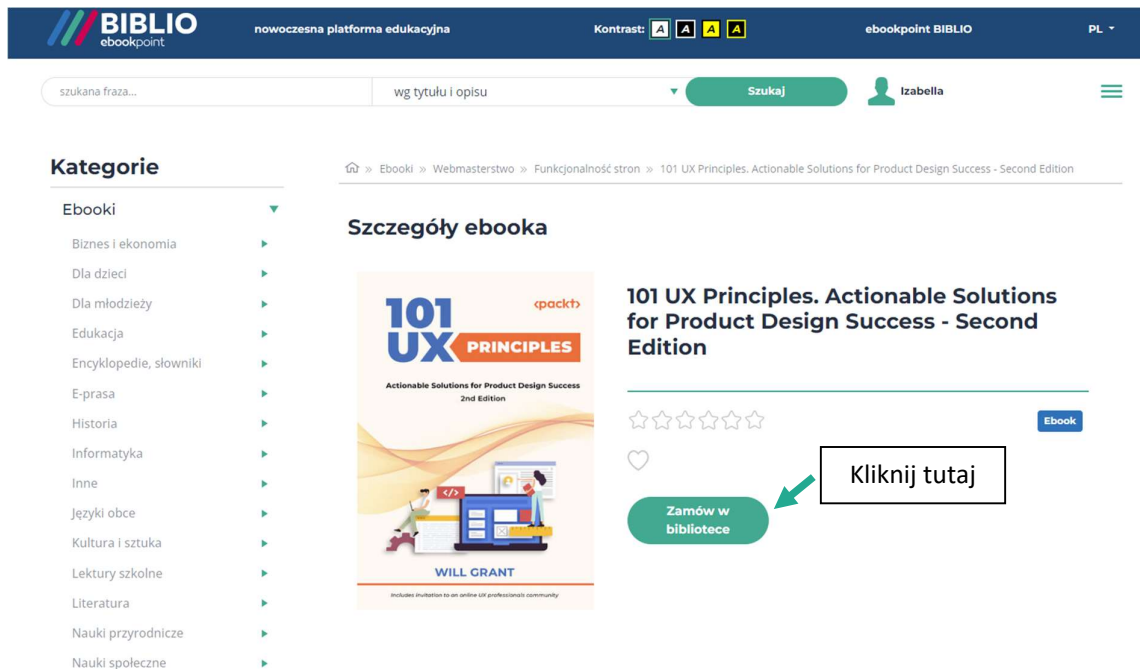 BIBLIO
ebookpoint
nowoczesna platforma edukacyjna
Kontrast: A A A A
ebookpoint BIBLIO
PL
szukana fraza...
wg tytułu i opisu
Szukaj
Izabella
Kategorie
» Ebooki » Webmasterstwo » Funkcjonalność stron » 101 UX Principles. Actionable Solutions for Product Design Success - Second Edition
Ebooki
Biznes i ekonomia
Dla dzieci
Dla młodzieży
Edukacja
Encyklopedie, słowniki
E-prasa
Historia
Informatyka
Inne
Języki obce
Kultura i sztuka
Lektury szkolne
Literatura
Nauki przyrodnicze
Nauki społeczne
Szczegóły ebooka
<packt>
101
UX PRINCIPLES
Actionable Solutions for Product Design Success
2nd Edition
</>
WILL GRANT
Includes invitation to an online UX professionals community
101 UX Principles. Actionable Solutions
for Product Design Success - Second
Edition
Ebook
Kliknij tutaj
Zamów w
bibliotece